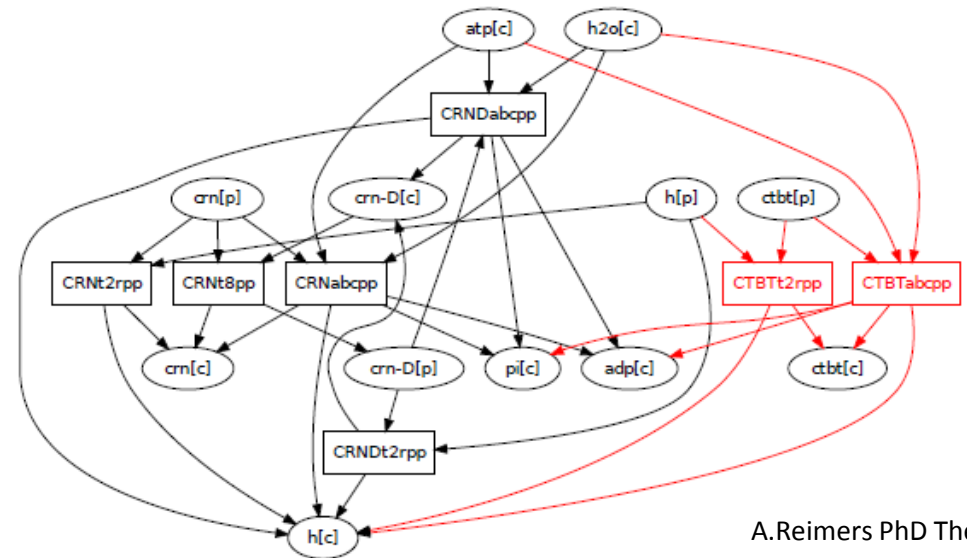 atp[c] h2o[c]
CRNDabcpp
crn[p] crn-D[c] h[p] ctbt[p]
CRNt2rpp CRNt8pp CRNabcpp CTBTt2rpp CTBTabcpp
crn[c] crn-D[p] pi[c] adp[c] ctbt[c]
CRNDt2rpp
h[c]
A.Reimers PhD The